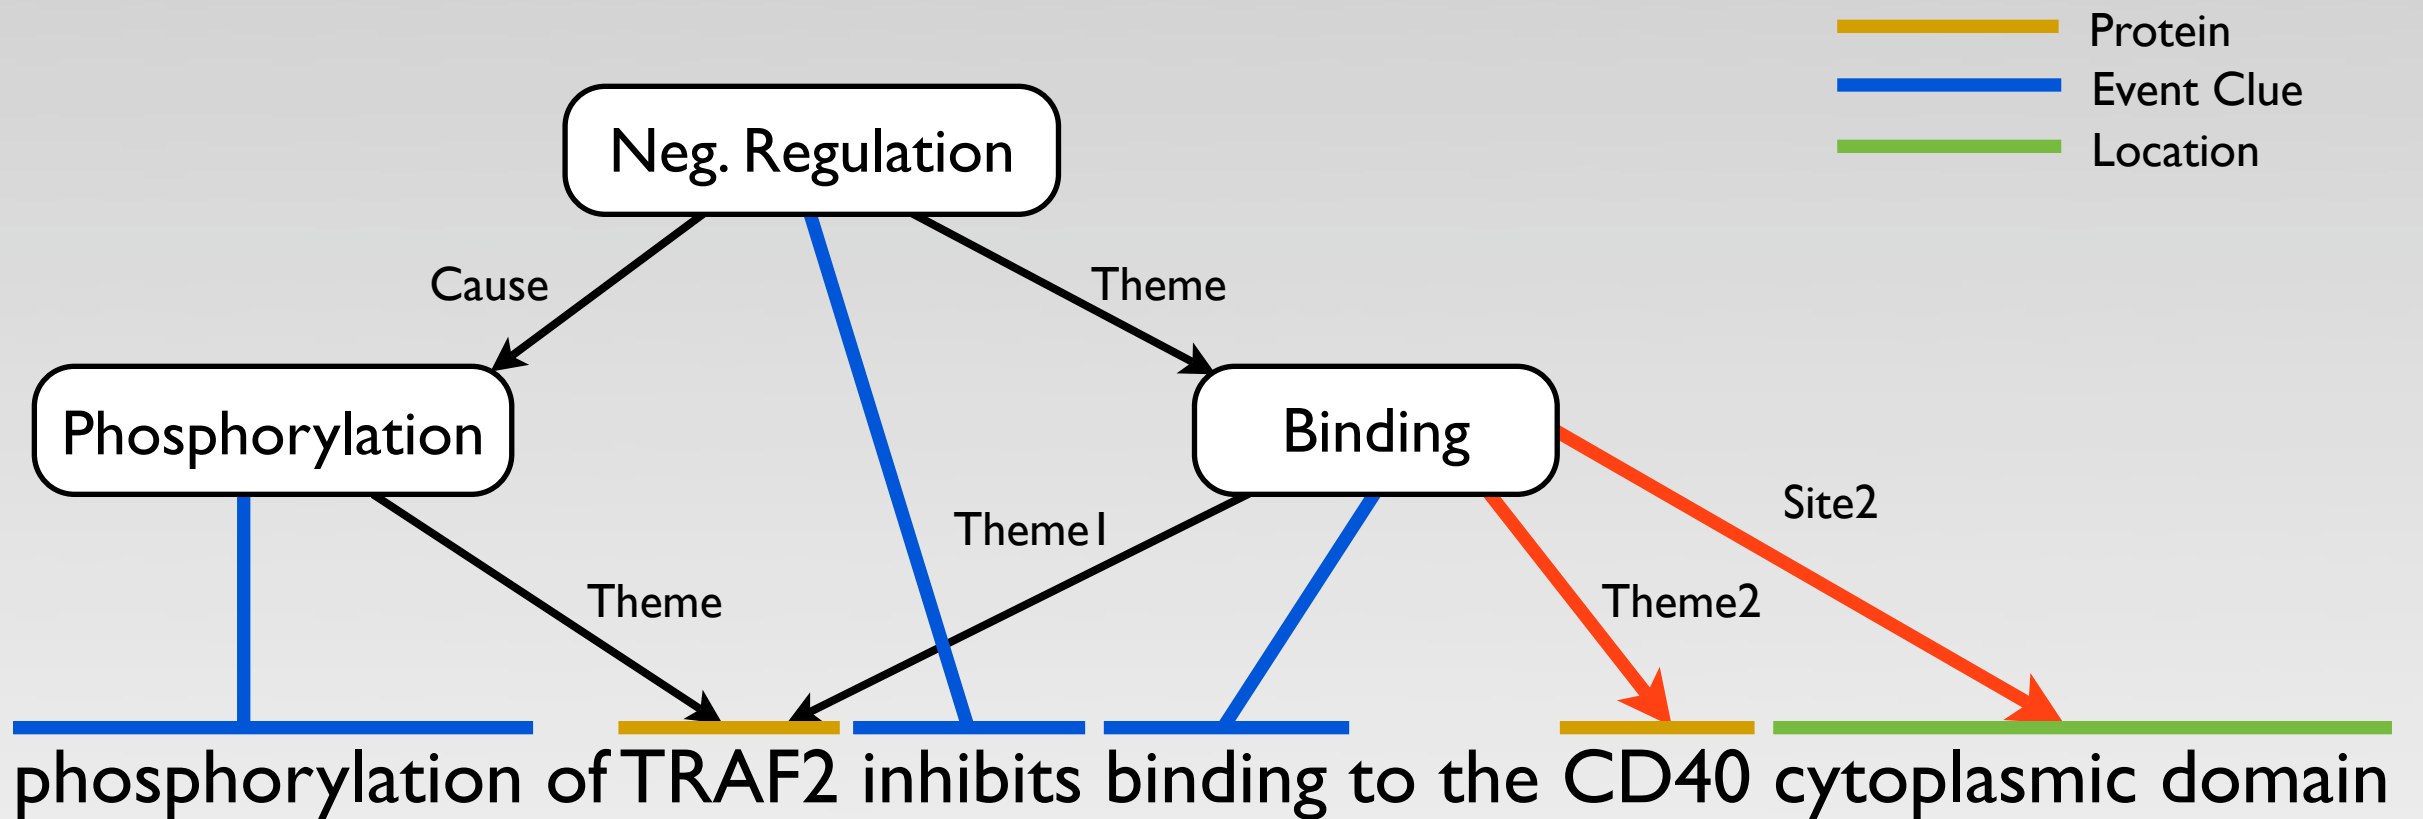 Protein
Event Clue
Location
Neg. Regulation
Cause
Theme
Phosphorylation
Binding
Site2
Theme1
Theme
Theme2
phosphorylation of TRAF2 inhibits binding to the CD40 cytoplasmic domain